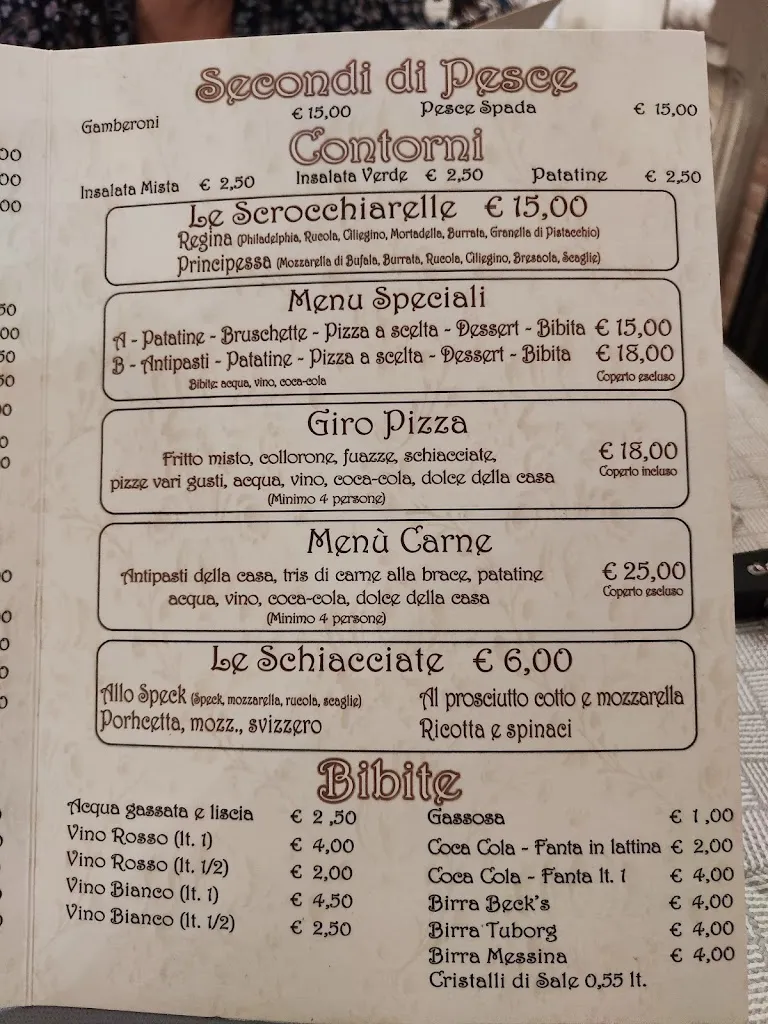 Secondi di Pesce
Gamberoni € 15,00 Pesce Spada € 15,00
Contorni
Insalata Mista € 2,50 Insalata Verde € 2,50 Patatine € 2,50
Le Scrocchiarelle € 15,00
Regina (Philadelphia, Rucola, Ciliegino, Mortadella, Burrata, Granella di Pistacchio)
Principessa (Mozzarella di Bufala, Burrata, Rucola, Ciliegino, Bresaola, Scaglie)
Menu Speciali
A - Patatine - Bruschette - Pizza a scelta - Dessert - Bibita € 15,00
B - Antipasti - Patatine - Pizza a scelta - Dessert - Bibita € 18,00
Bibite: acqua, vino, coca-cola Coperto escluso
Giro Pizza
Fritto misto, collorone, fuazze, schiacciate, € 18,00
pizze vari gusti, acqua, vino, coca-cola, dolce della casa Coperto incluso
(Minimo 4 persone)
Menù Carne
Antipasti della casa, tris di carne alla brace, patatine € 25,00
acqua, vino, coca-cola, dolce della casa Coperto escluso
(Minimo 4 persone)
Le Schiacciate € 6,00
Allo Speck (Speck, mozzarella, rucola, scaglie) Al prosciutto cotto e mozzarella
Porhcetta, mozz., svizzero Ricotta e spinaci
Bibite
Acqua gassata e liscia € 2,50 Gassosa € 1,00
Vino Rosso (lt. 1) € 4,00 Coca Cola - Fanta in lattina € 2,00
Vino Rosso (lt. 1/2) € 2,00 Coca Cola - Fanta lt. 1 € 4,00
Vino Bianco (lt. 1) € 4,50 Birra Beck's € 4,00
Vino Bianco (lt. 1/2) € 2,50 Birra Tuborg € 4,00
Birra Messina € 4,00
Cristalli di Sale 0,55 lt.